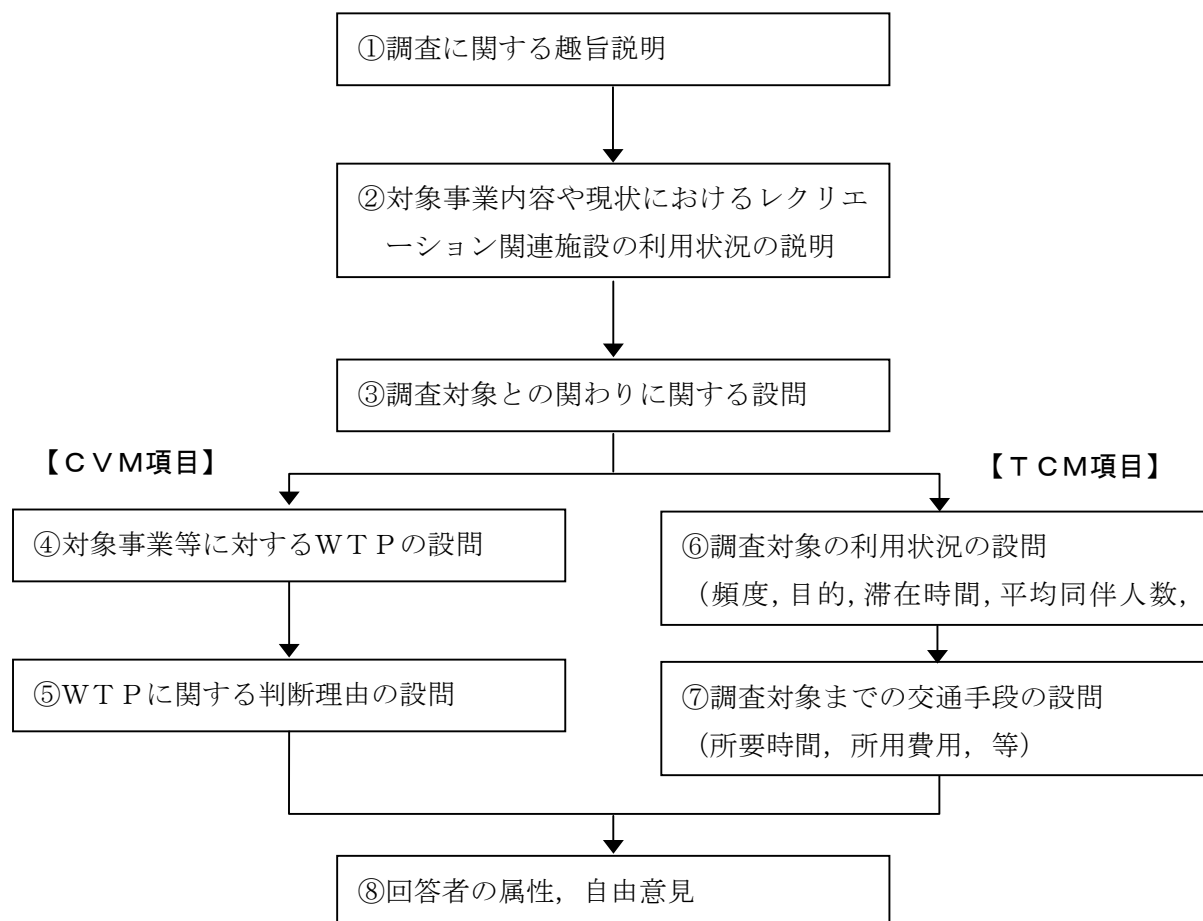 ①調査に関する趣旨説明
②対象事業内容や現状におけるレクリエ
ーション関連施設の利用状況の説明
③調査対象との関わりに関する設問
【ＣＶＭ項目】
④対象事業等に対するＷＴＰの設問
⑤ＷＴＰに関する判断理由の設問
【ＴＣＭ項目】
⑥調査対象の利用状況の設問
（頻度,目的,滞在時間,平均同伴人数,
⑦調査対象までの交通手段の設問
（所要時間，所用費用，等）
⑧回答者の属性，自由意見